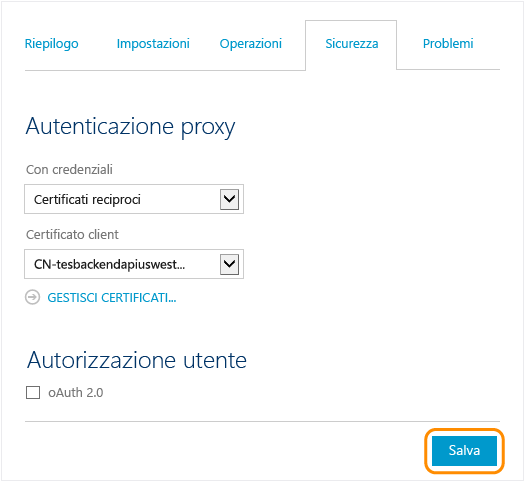 Riepilogo Impostazioni Operazioni Sicurezza Problemi
Autenticazione proxy
Con credenziali
Certificati reciproci
Certificato client
CN-tesbackendapiuswest...
GESTISCI CERTIFICATI...
Autorizzazione utente
oAuth 2.0
Salva